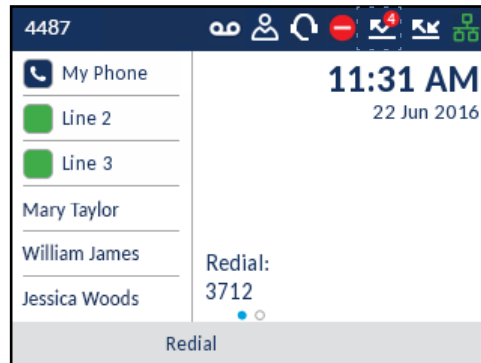 4487
4
My Phone
Line 2
Line 3
Mary Taylor
William James
Jessica Woods
11:31 AM
22 Jun 2016
Redial:
3712
Redial